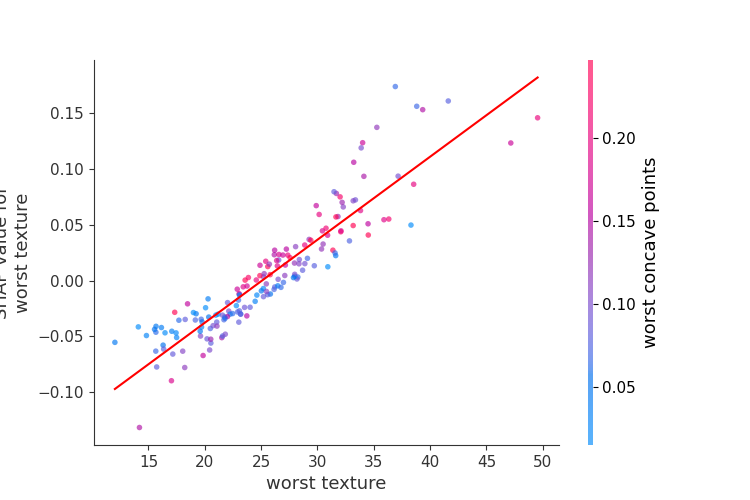 0.15
0.10
0.05
0.00
−0.05
−0.10
SHAP value for
worst texture
15 20 25 30 35 40 45 50
worst texture
0.20
0.15
0.10
0.05
worst concave points